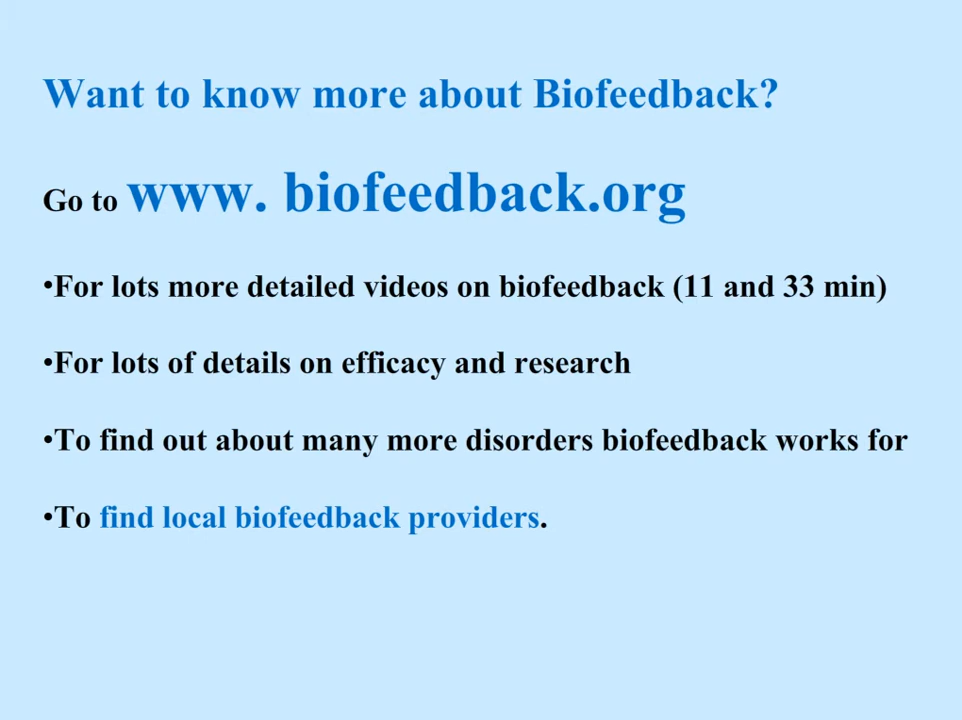 Want to know more about Biofeedback?
Go to www. biofeedback.org
•For lots more detailed videos on biofeedback (11 and 33 min)
•For lots of details on efficacy and research
•To find out about many more disorders biofeedback works for
•To find local biofeedback providers.